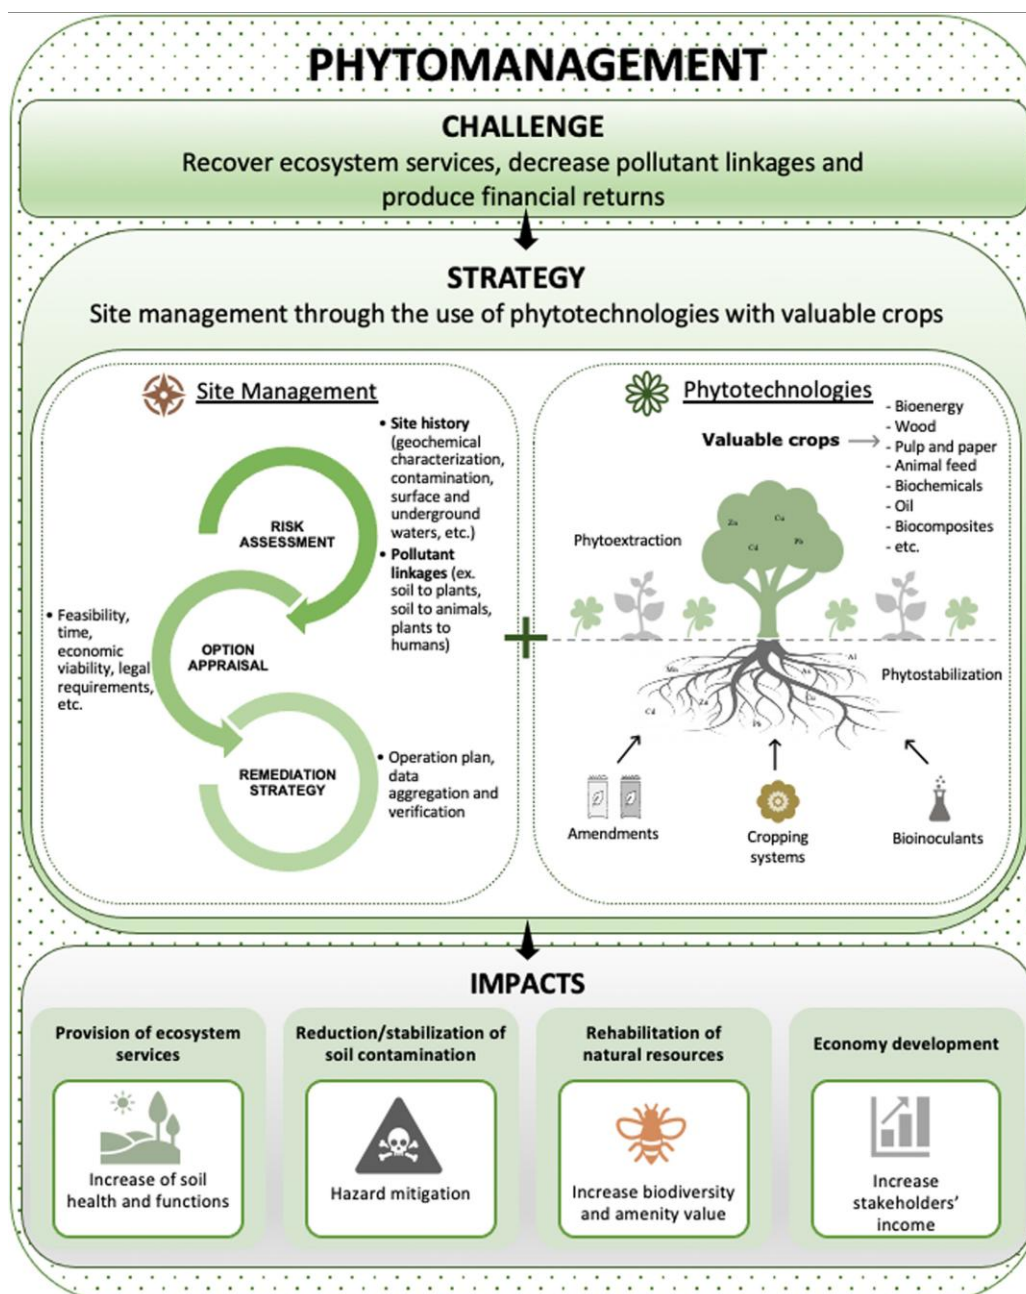 PHYTOMANAGEMENT
CHALLENGE
Recover ecosystem services, decrease pollutant linkages and
produce financial returns
STRATEGY
Site management through the use of phytotechnologies with valuable crops
Site Management
• Site history
(geochemical
characterization,
contamination,
surface and
underground
waters, etc.)
• Pollutant
linkages (ex.
soil to plants,
soil to animals,
plants to
humans)
RISK
ASSESSMENT
• Feasibility,
time,
economic
viability, legal
requirements,
etc.
OPTION
APPRAISAL
REMEDIATION
STRATEGY
• Operation plan,
data
aggregation and
verification
+
Phytotechnologies
Valuable crops
- Bioenergy
- Wood
- Pulp and paper
- Animal feed
- Biochemicals
- Oil
- Biocomposites
- etc.
Phytoextraction
Zn
Cu
Cd
Pb
Phytostabilization
Mn
Al
As
Zn
Cd
Pb
Amendments
Cropping
systems
Bioinoculants
IMPACTS
Provision of ecosystem
services
Increase of soil
health and functions
Reduction/stabilization of
soil contamination
Hazard mitigation
Rehabilitation of
natural resources
Increase biodiversity
and amenity value
Economy development
Increase
stakeholders'
income